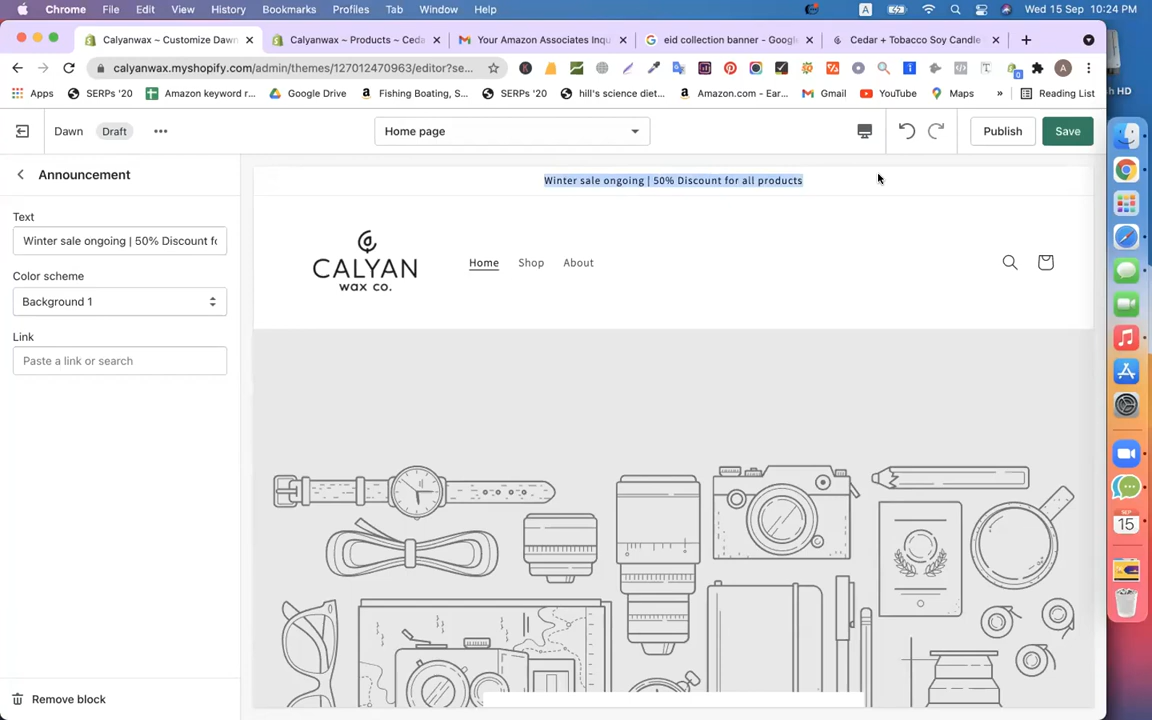 Chrome File Edit View History Bookmarks Profiles Tab Window Help A Wed 15 Sep 10:24 PM
Calyanwax ~ Customize Dawn Calyanwax ~ Products ~ Ceda Your Amazon Associates Inqu eid collection banner - Google Cedar + Tobacco Soy Candle
calyanwax.myshopify.com/admin/themes/127012470963/editor?se...
Apps SERPs '20 Amazon keyword r... Google Drive Fishing Boating, S... SERPs '20 hill's science diet... Amazon.com - Ear... Gmail YouTube Maps » Reading List
Dawn Draft Home page Publish Save
Announcement
Winter sale ongoing | 50% Discount for all products
Text
Winter sale ongoing | 50% Discount fo
Color scheme
Background 1
Link
Paste a link or search
CALYAN
wax co.
Home Shop About
Remove block
SEP
15